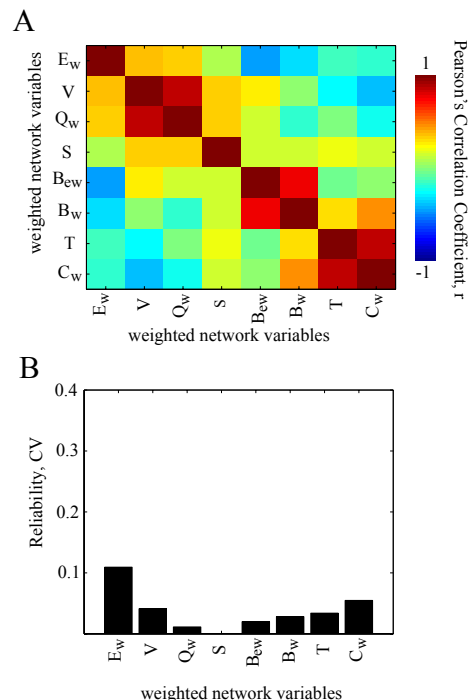 A
weighted network variables
Ew
V
Qw
S
Bew
Bw
T
Cw
1
-1
Pearson's Correlation Coefficient, r
Ew V Qw S Bew Bw T Cw
weighted network variables
B
Reliability, CV
0.4
0.3
0.2
0.1
Ew V Qw S Bew Bw T Cw
weighted network variables